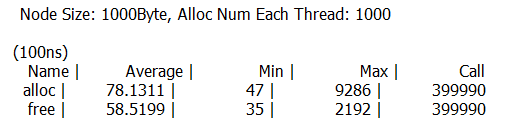 Node Size: 1000Byte, Alloc Num Each Thread: 1000
(100ns)
Name | Average | Min | Max | Call
alloc | 78.1311 | 47 | 9286 | 399990
free | 58.5199 | 35 | 2192 | 399990